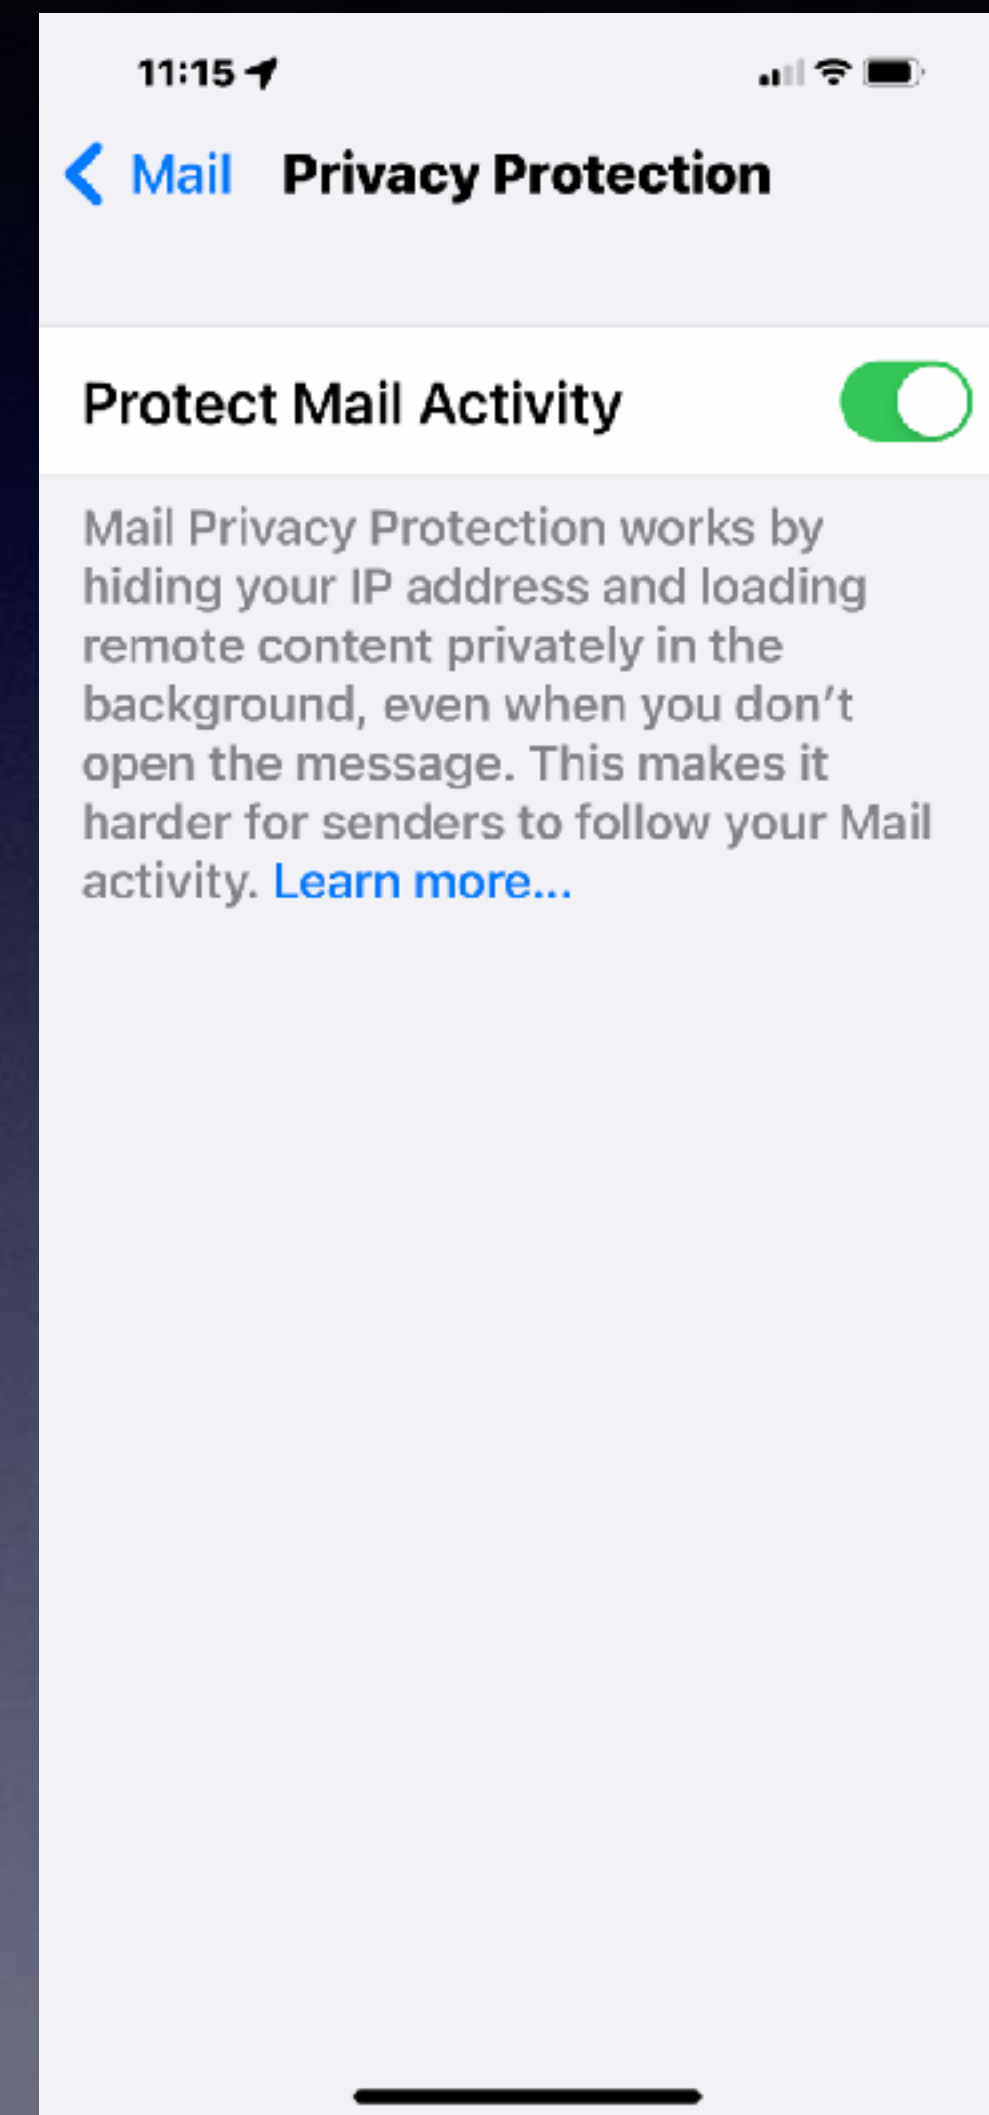 11:15
Mail Privacy Protection
Protect Mail Activity
Mail Privacy Protection works by
hiding your IP address and loading
remote content privately in the
background, even when you don’t
open the message. This makes it
harder for senders to follow your Mail
activity. Learn more...